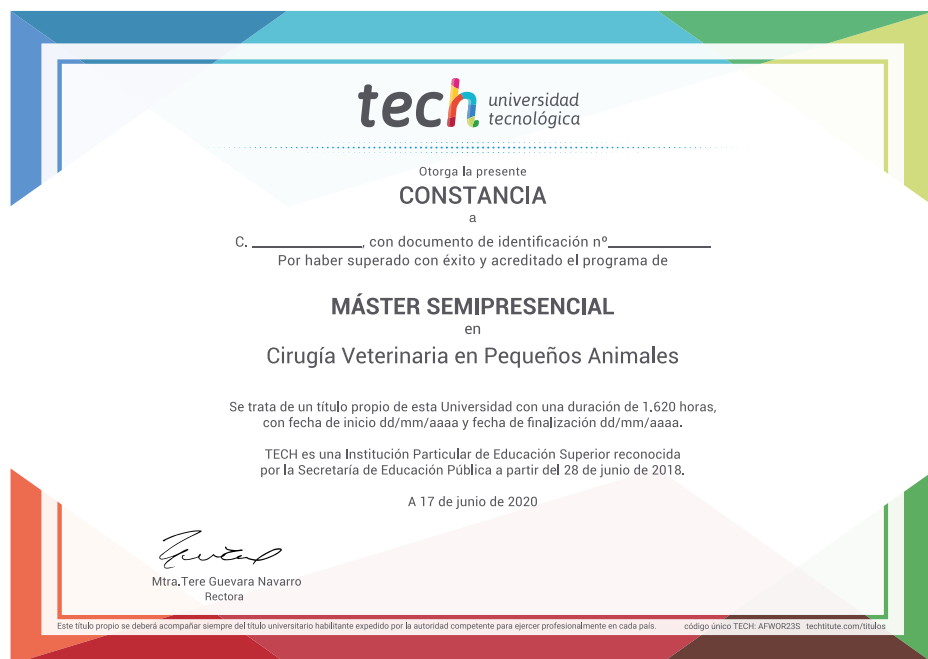 tech universidad
tecnológica
Otorga la presente
CONSTANCIA
a
C. ____________, con documento de identificación nº____________
Por haber superado con éxito y acreditado el programa de
MÁSTER SEMIPRESENCIAL
en
Cirugía Veterinaria en Pequeños Animales
Se trata de un título propio de esta Universidad con una duración de 1.620 horas,
con fecha de inicio dd/mm/aaaa y fecha de finalización dd/mm/aaaa.
TECH es una Institución Particular de Educación Superior reconocida
por la Secretaría de Educación Pública a partir del 28 de junio de 2018.
A 17 de junio de 2020
Mtra.Tere Guevara Navarro
Rectora
Este título propio se deberá acompañar siempre del título universitario habilitante expedido por la autoridad competente para ejercer profesionalmente en cada país. código único TECH: AFWOR23S techtitute.com/titulos